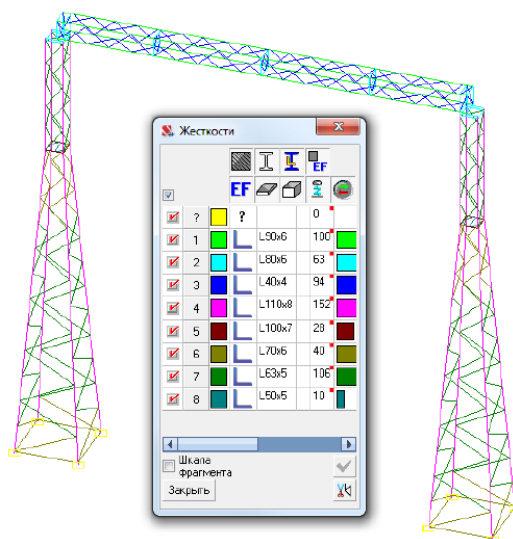 Жесткости
EF
EF
? ? 0
1 L90x6 100
2 L80x6 63
3 L40x4 94
4 L110x8 152
5 L100x7 28
6 L70x6 40
7 L63x5 106
8 L50x5 10
Шкала
фрагмента
Закрыть